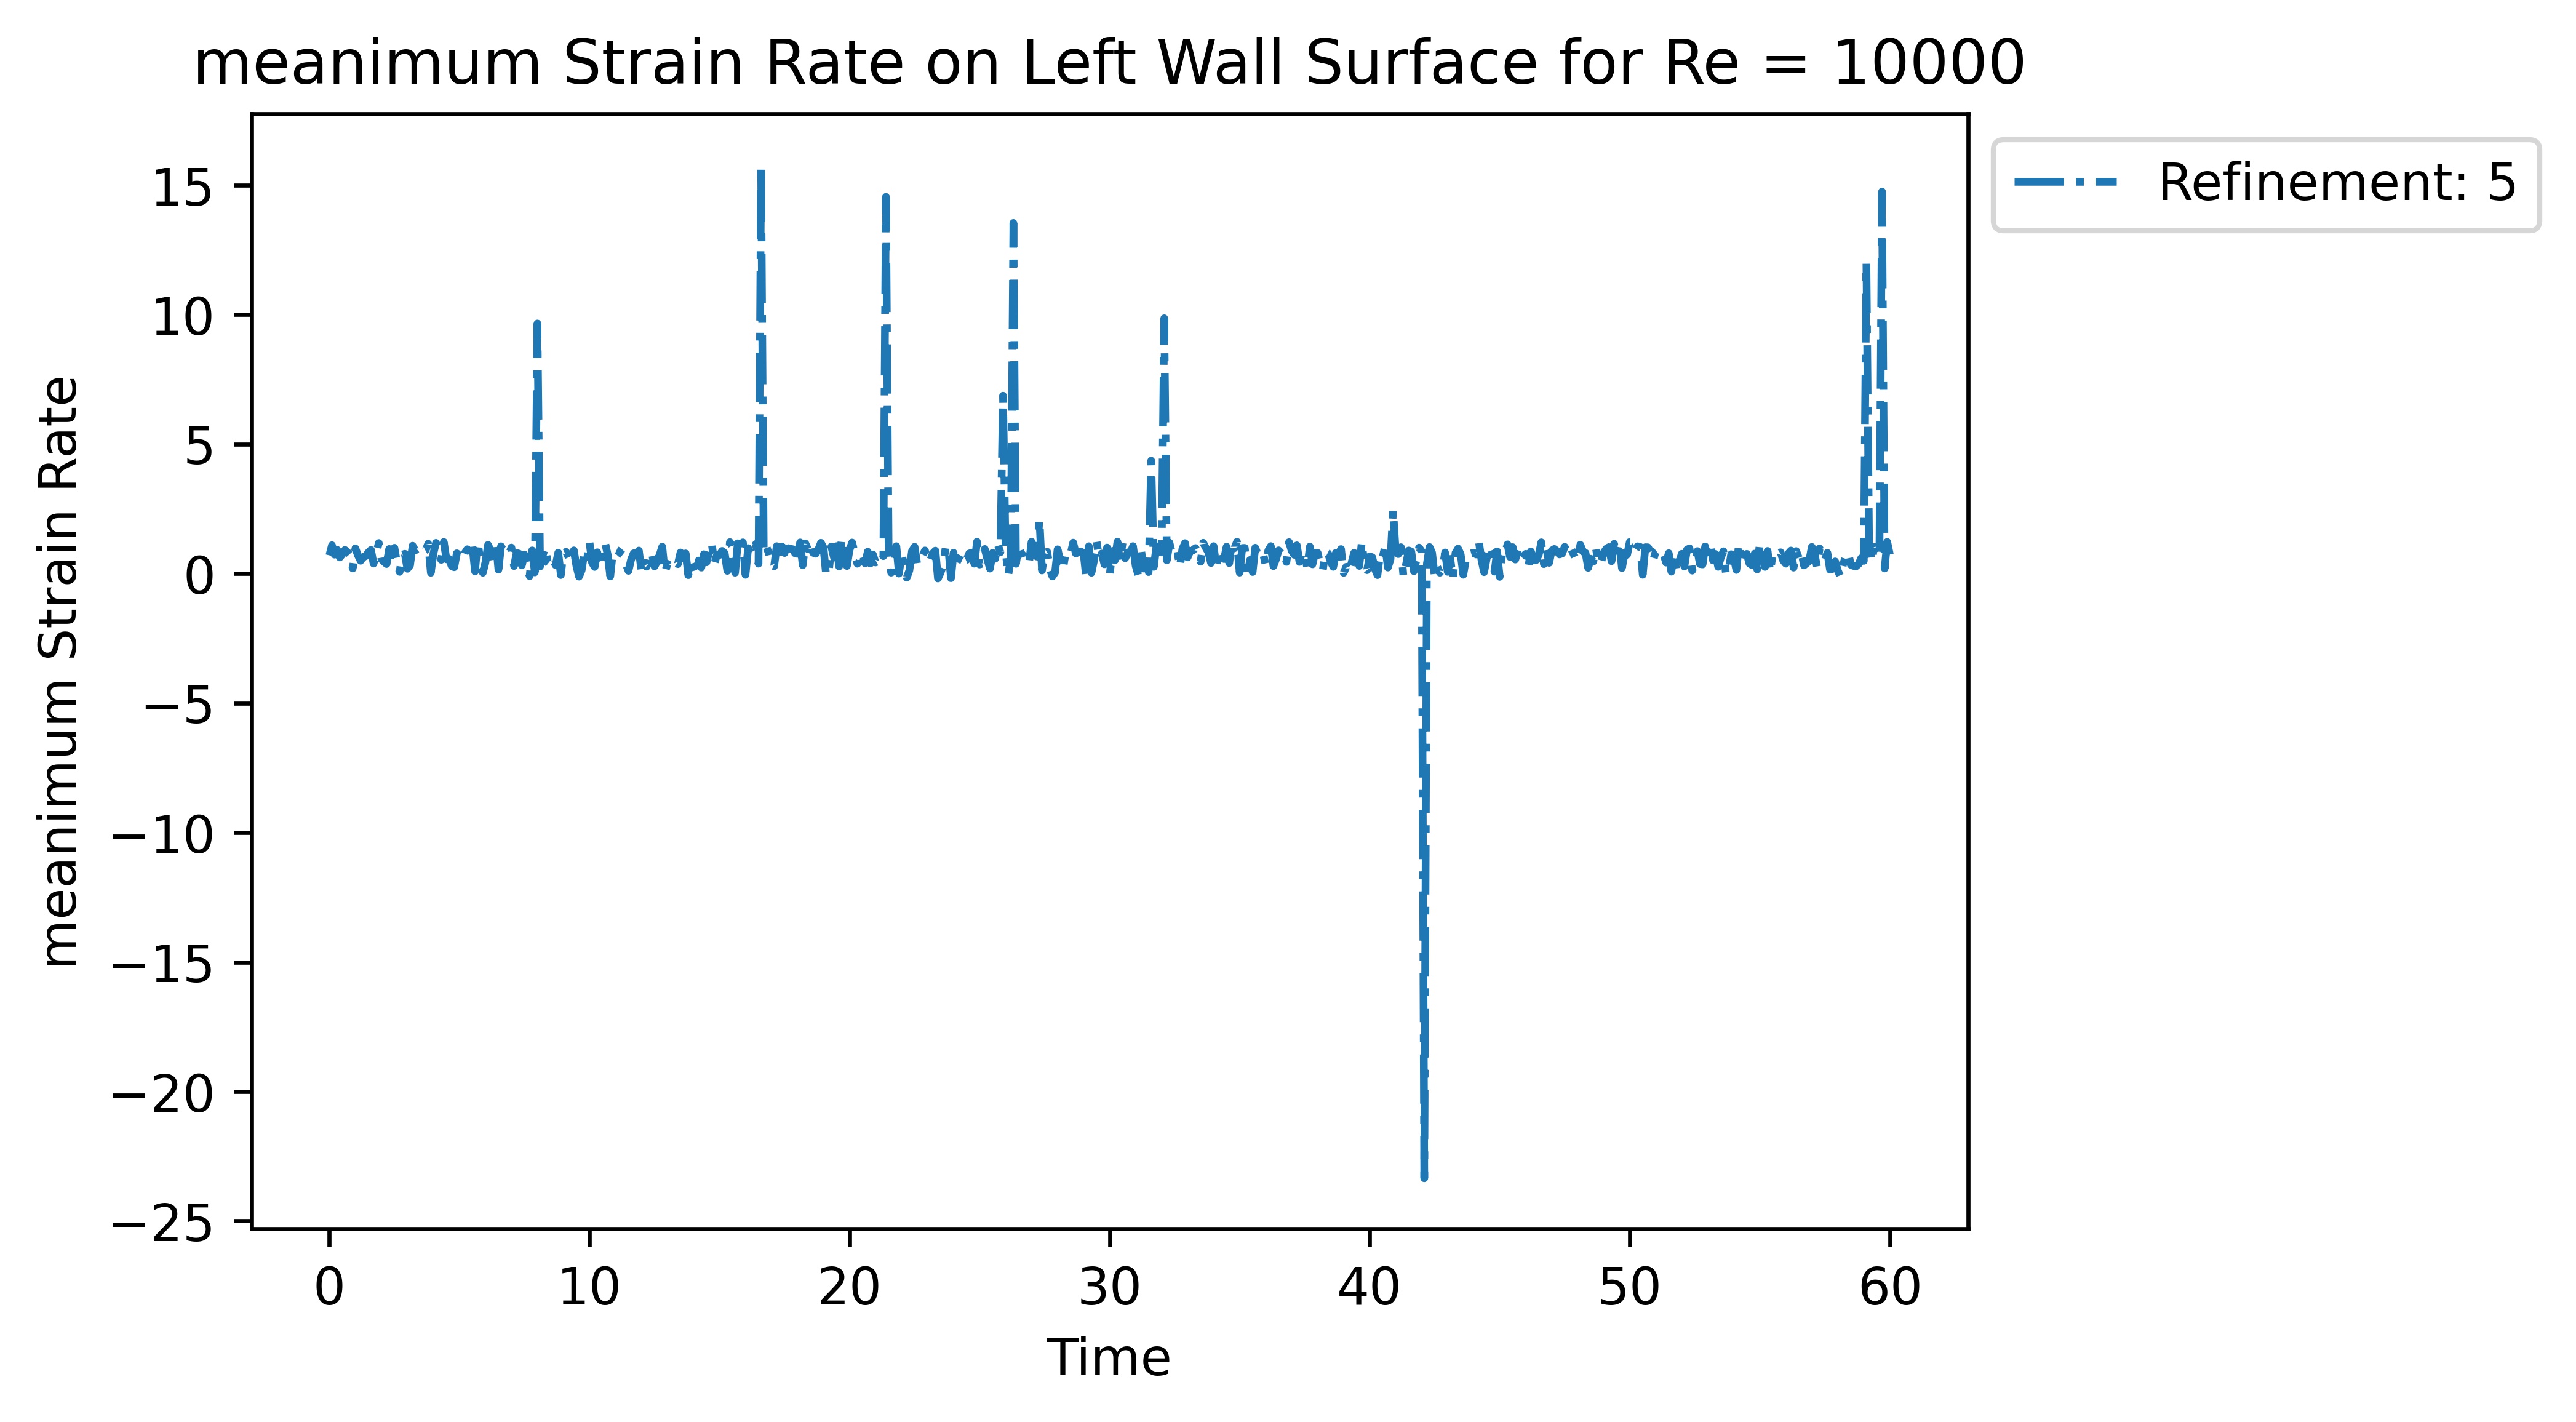 meanimum Strain Rate on Left Wall Surface for Re = 10000
Refinement: 5
meanimum Strain Rate
15
10
5
0
−5
−10
−15
−20
−25
0 10 20 30 40 50 60
Time